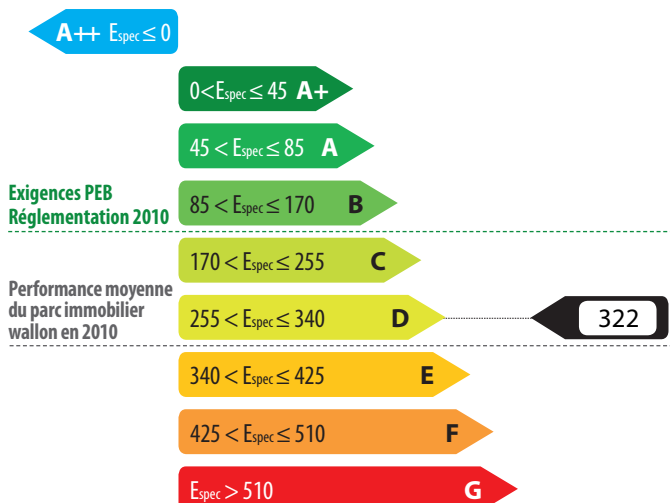 A++ Espec ≤ 0
0<Espec ≤ 45 A+
45 < Espec ≤ 85 A
Exigences PEB
Réglementation 2010
85 < Espec ≤ 170 B
170 < Espec ≤ 255 C
Performance moyenne
du parc immobilier
wallon en 2010
255 < Espec ≤ 340 D
322
340 < Espec ≤ 425 E
425 < Espec ≤ 510 F
Espec > 510 G